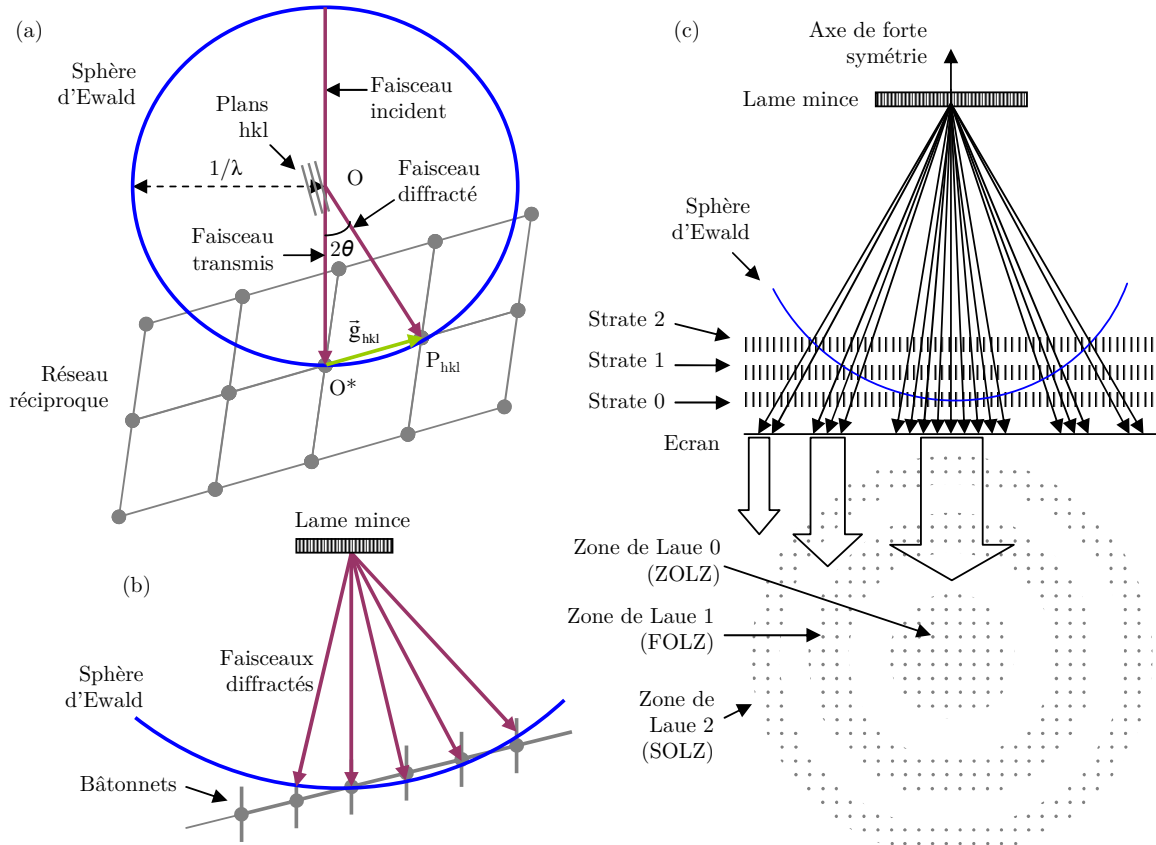 (a)
Sphère
d'Ewald
Plans
hkl
Faisceau
incident
1/λ
O
Faisceau
diffracté
Faisceau
transmis
2θ
g⃗hkl
Phkl
O*
Réseau
réciproque
(b)
Lame mince
Sphère
d'Ewald
Faisceaux
diffractés
Bâtonnets
(c)
Axe de forte
symétrie
Lame mince
Sphère
d'Ewald
Strate 2
Strate 1
Strate 0
Ecran
Zone de Laue 0
(ZOLZ)
Zone de Laue 1
(FOLZ)
Zone de
Laue 2
(SOLZ)